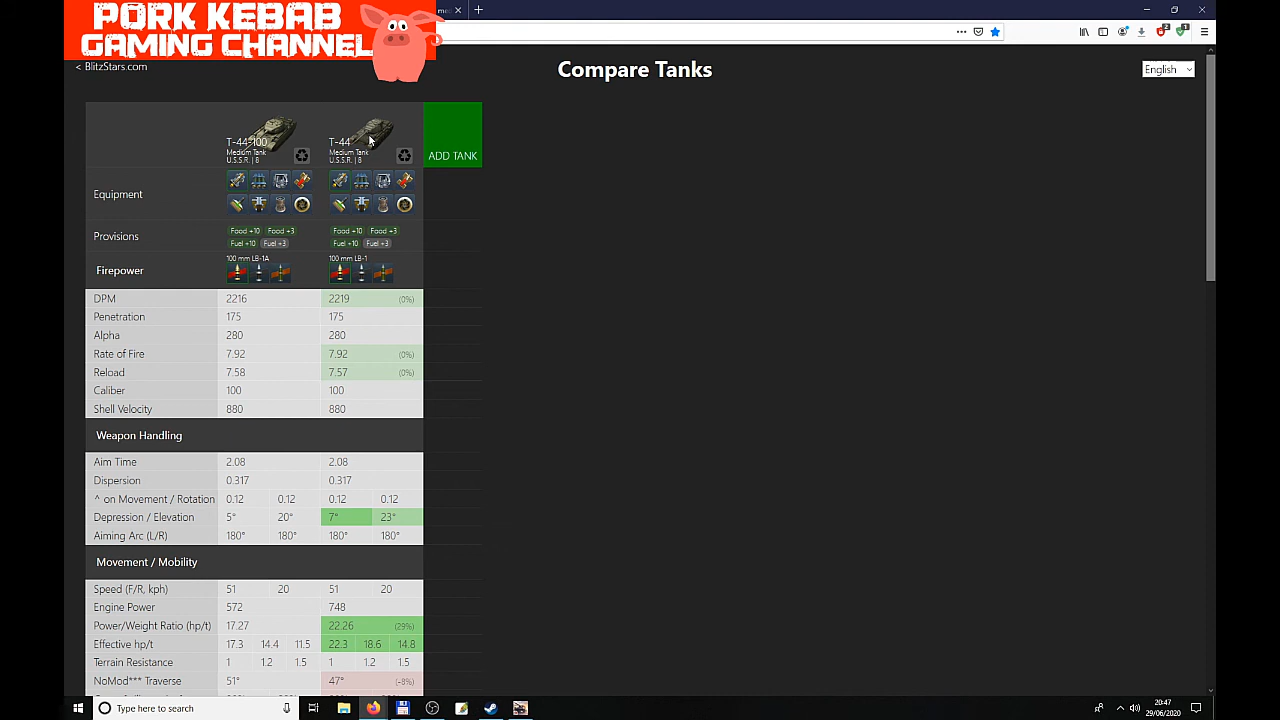 PORK KEBAB
GAMING CHANNEL
< BlitzStars.com
Compare Tanks
English
T-44-100
Medium Tank
U.S.S.R. | 8
T-44
Medium Tank
U.S.S.R. | 8
ADD TANK
Equipment
Provisions
Food +10 Food +3
Fuel +10 Fuel +3
Food +10 Food +3
Fuel +10 Fuel +3
Firepower
100 mm LB-1A
100 mm LB-1
DPM 2216 2219 (0%)
Penetration 175 175
Alpha 280 280
Rate of Fire 7.92 7.92 (0%)
Reload 7.58 7.57 (0%)
Caliber 100 100
Shell Velocity 880 880
Weapon Handling
Aim Time 2.08 2.08
Dispersion 0.317 0.317
^ on Movement / Rotation 0.12 0.12 0.12 0.12
Depression / Elevation 5° 20° 7° 23°
Aiming Arc (L/R) 180° 180° 180° 180°
Movement / Mobility
Speed (F/R, kph) 51 20 51 20
Engine Power 572 748
Power/Weight Ratio (hp/t) 17.27 22.26 (29%)
Effective hp/t 17.3 14.4 11.5 22.3 18.6 14.8
Terrain Resistance 1 1.2 1.5 1 1.2 1.5
NoMod*** Traverse 51° 47° (-8%)
Type here to search
20:47
29/06/2020